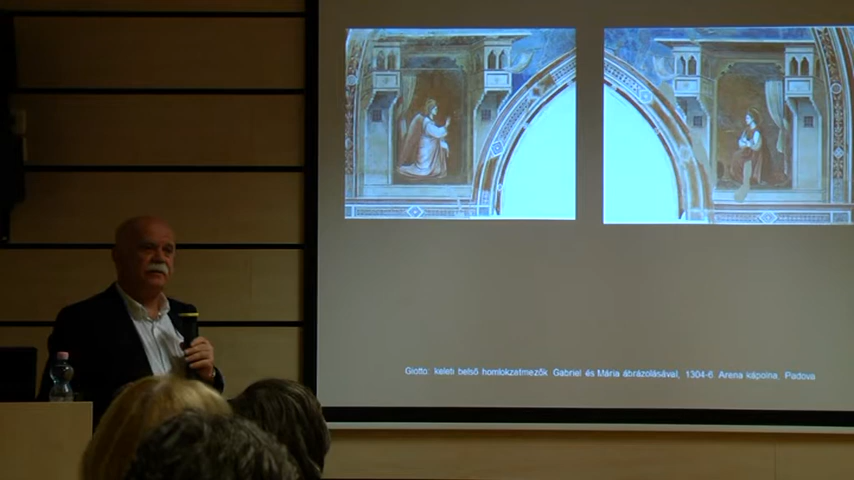 Giotto: keleti belső homlokzatmezők Gabriel és Mária ábrázolásával, 1304-6 Arena kápolna, Padova